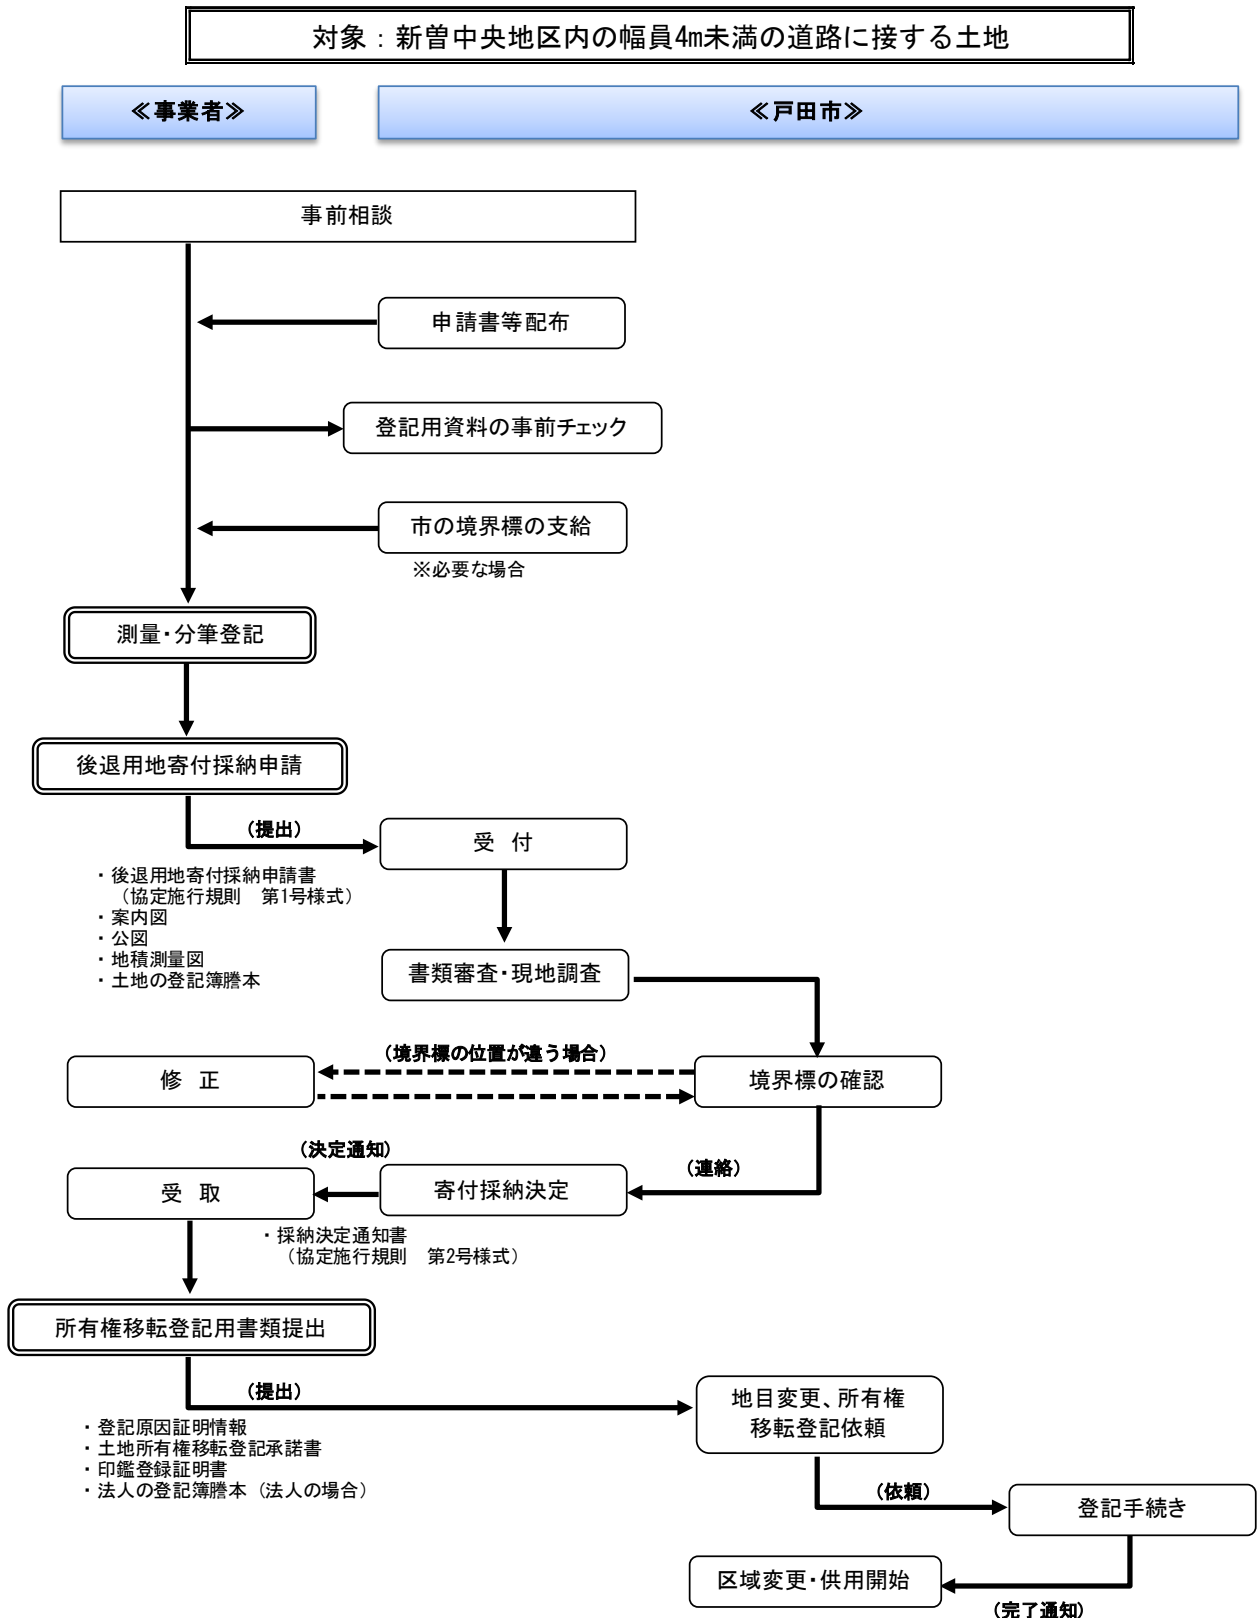 対象：新曽中央地区内の幅員4m未満の道路に接する土地
≪事業者≫
≪戸田市≫
事前相談
申請書等配布
登記用資料の事前チェック
市の境界標の支給
※必要な場合
測量・分筆登記
後退用地寄付採納申請
（提出）
受　付
・後退用地寄付採納申請書
（協定施行規則　第1号様式）
・案内図
・公図
・地積測量図
・土地の登記簿謄本
書類審査・現地調査
（境界標の位置が違う場合）
修　正
境界標の確認
（決定通知）
（連絡）
受　取
寄付採納決定
・採納決定通知書
（協定施行規則　第2号様式）
所有権移転登記用書類提出
（提出）
地目変更、所有権
移転登記依頼
・登記原因証明情報
・土地所有権移転登記承諾書
・印鑑登録証明書
・法人の登記簿謄本（法人の場合）
（依頼）
登記手続き
区域変更・供用開始
（完了通知）